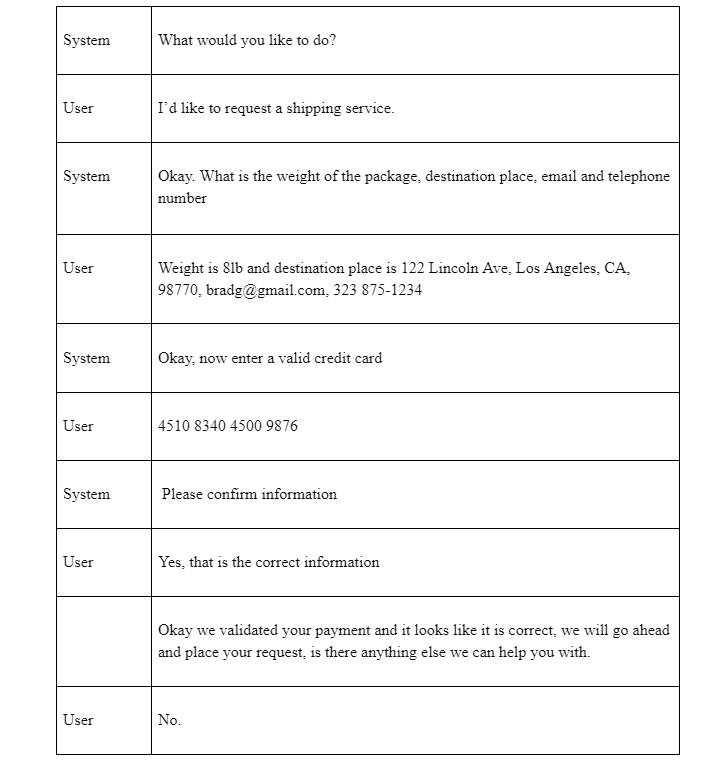 System
What would you like to do?
User
I'd like to request a shipping service.
System
Okay. What is the weight of the package, destination place, email and telephone
number
User
Weight is 8lb and destination place is 122 Lincoln Ave, Los Angeles, CA,
98770, bradg@gmail.com, 323 875-1234
System
Okay, now enter a valid credit card
User
4510 8340 4500 9876
System
Please confirm information
User
Yes, that is the correct information
Okay we validated your payment and it looks like it is correct, we will go ahead
and place your request, is there anything else we can help you with.
User
No.